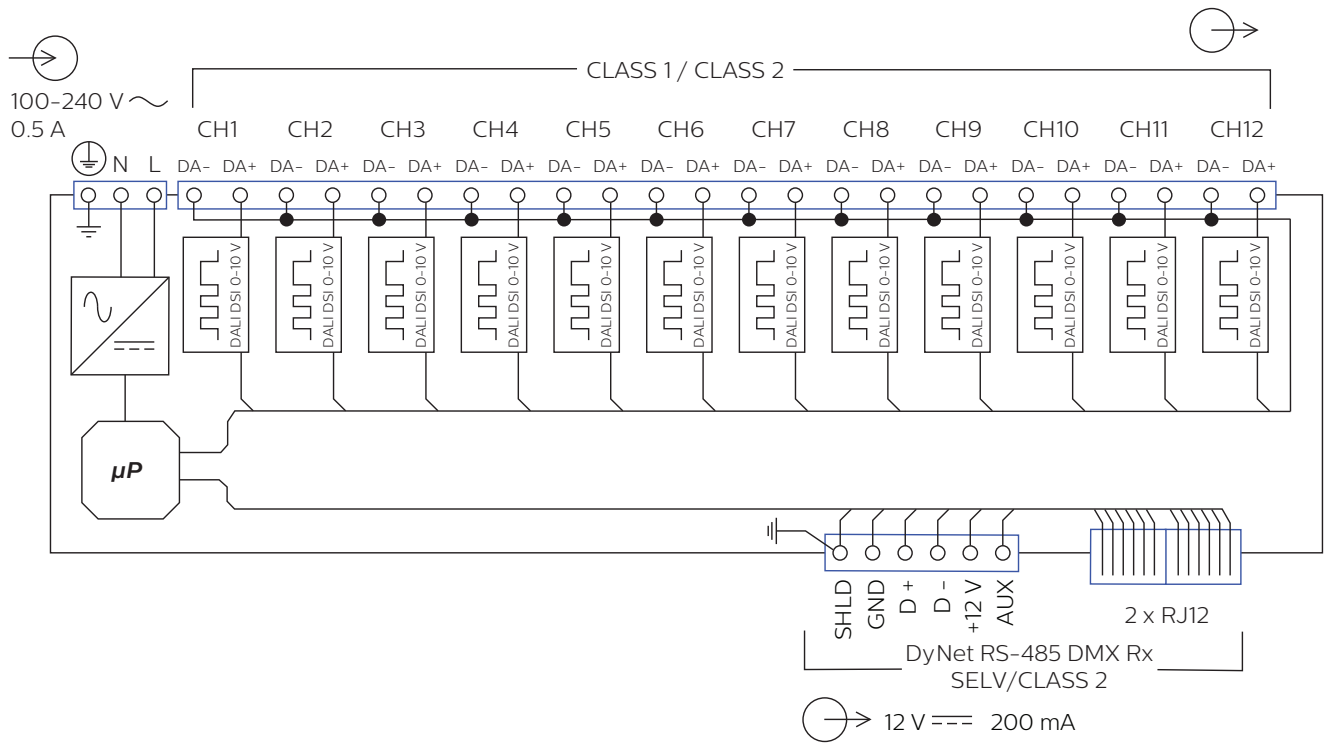 CLASS 1 / CLASS 2
100-240 V
0.5 A
CH1 CH2 CH3 CH4 CH5 CH6 CH7 CH8 CH9 CH10 CH11 CH12
N L DA- DA+ DA- DA+ DA- DA+ DA- DA+ DA- DA+ DA- DA+ DA- DA+ DA- DA+ DA- DA+ DA- DA+ DA- DA+ DA- DA+
DALI DSI 0-10 V
DALI DSI 0-10 V
DALI DSI 0-10 V
DALI DSI 0-10 V
DALI DSI 0-10 V
DALI DSI 0-10 V
DALI DSI 0-10 V
DALI DSI 0-10 V
DALI DSI 0-10 V
DALI DSI 0-10 V
DALI DSI 0-10 V
DALI DSI 0-10 V
µP
SHLD
GND
D +
D -
+12 V
AUX
2 x RJ12
DyNet RS-485 DMX Rx
SELV/CLASS 2
12 V 200 mA